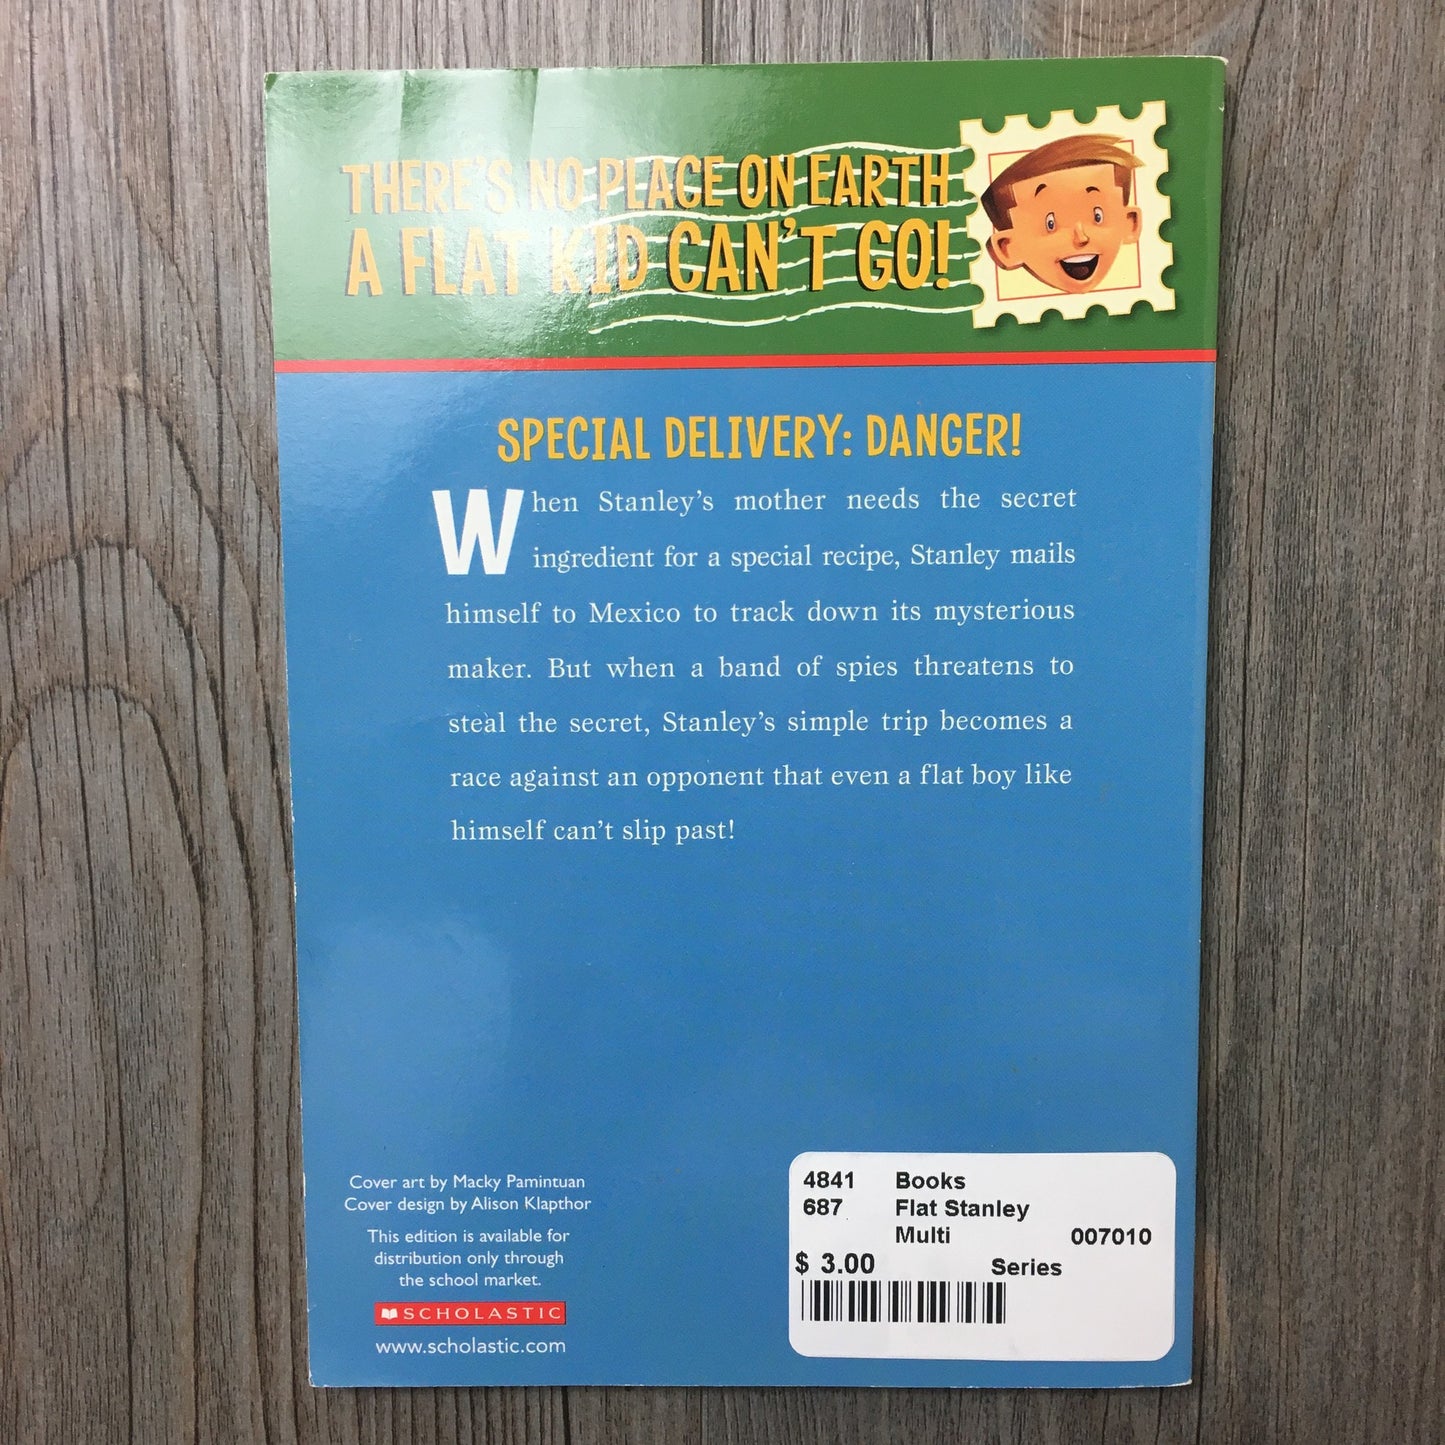 THERE'S NO PLACE ON EARTH
A FLAT KID CAN'T GO!
SPECIAL DELIVERY: DANGER!
When Stanley's mother needs the secret
ingredient for a special recipe, Stanley mails
himself to Mexico to track down its mysterious
maker. But when a band of spies threatens to
steal the secret, Stanley's simple trip becomes a
race against an opponent that even a flat boy like
himself can't slip past!
Cover art by Macky Pamintuan
Cover design by Alison Klapthor
This edition is available for
distribution only through
the school market.
SCHOLASTIC
www.scholastic.com
4841 Books
687 Flat Stanley
Multi 007010
$ 3.00 Series